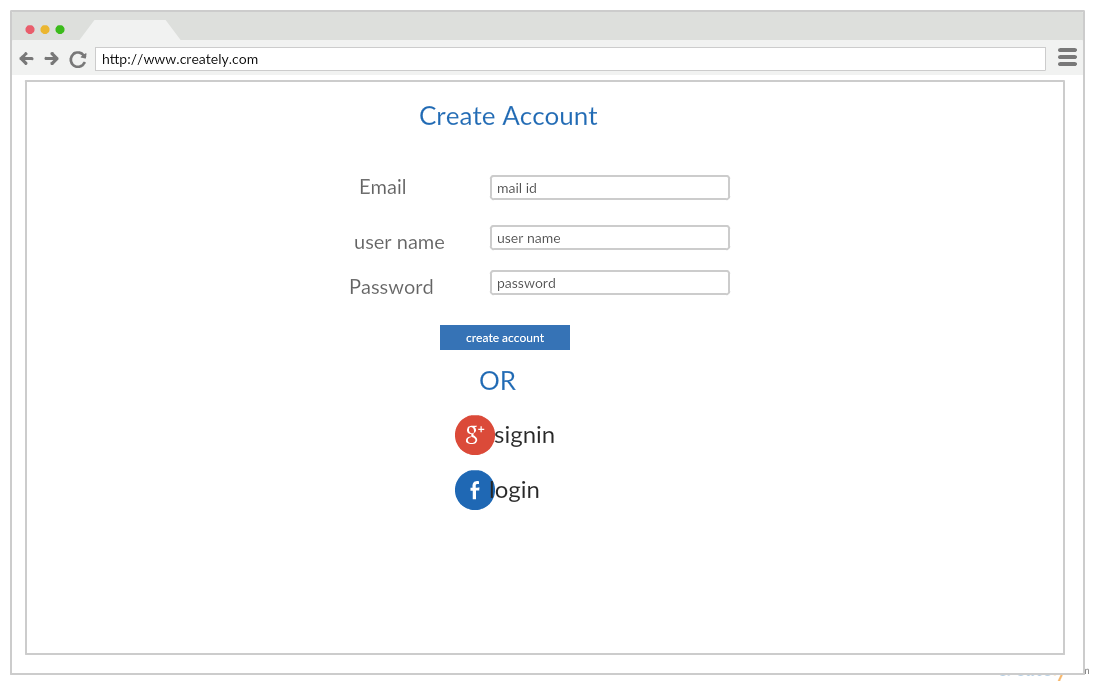 http://www.creately.com
Create Account
Email
mail id
user name
user name
Password
password
create account
OR
g+ signin
f login